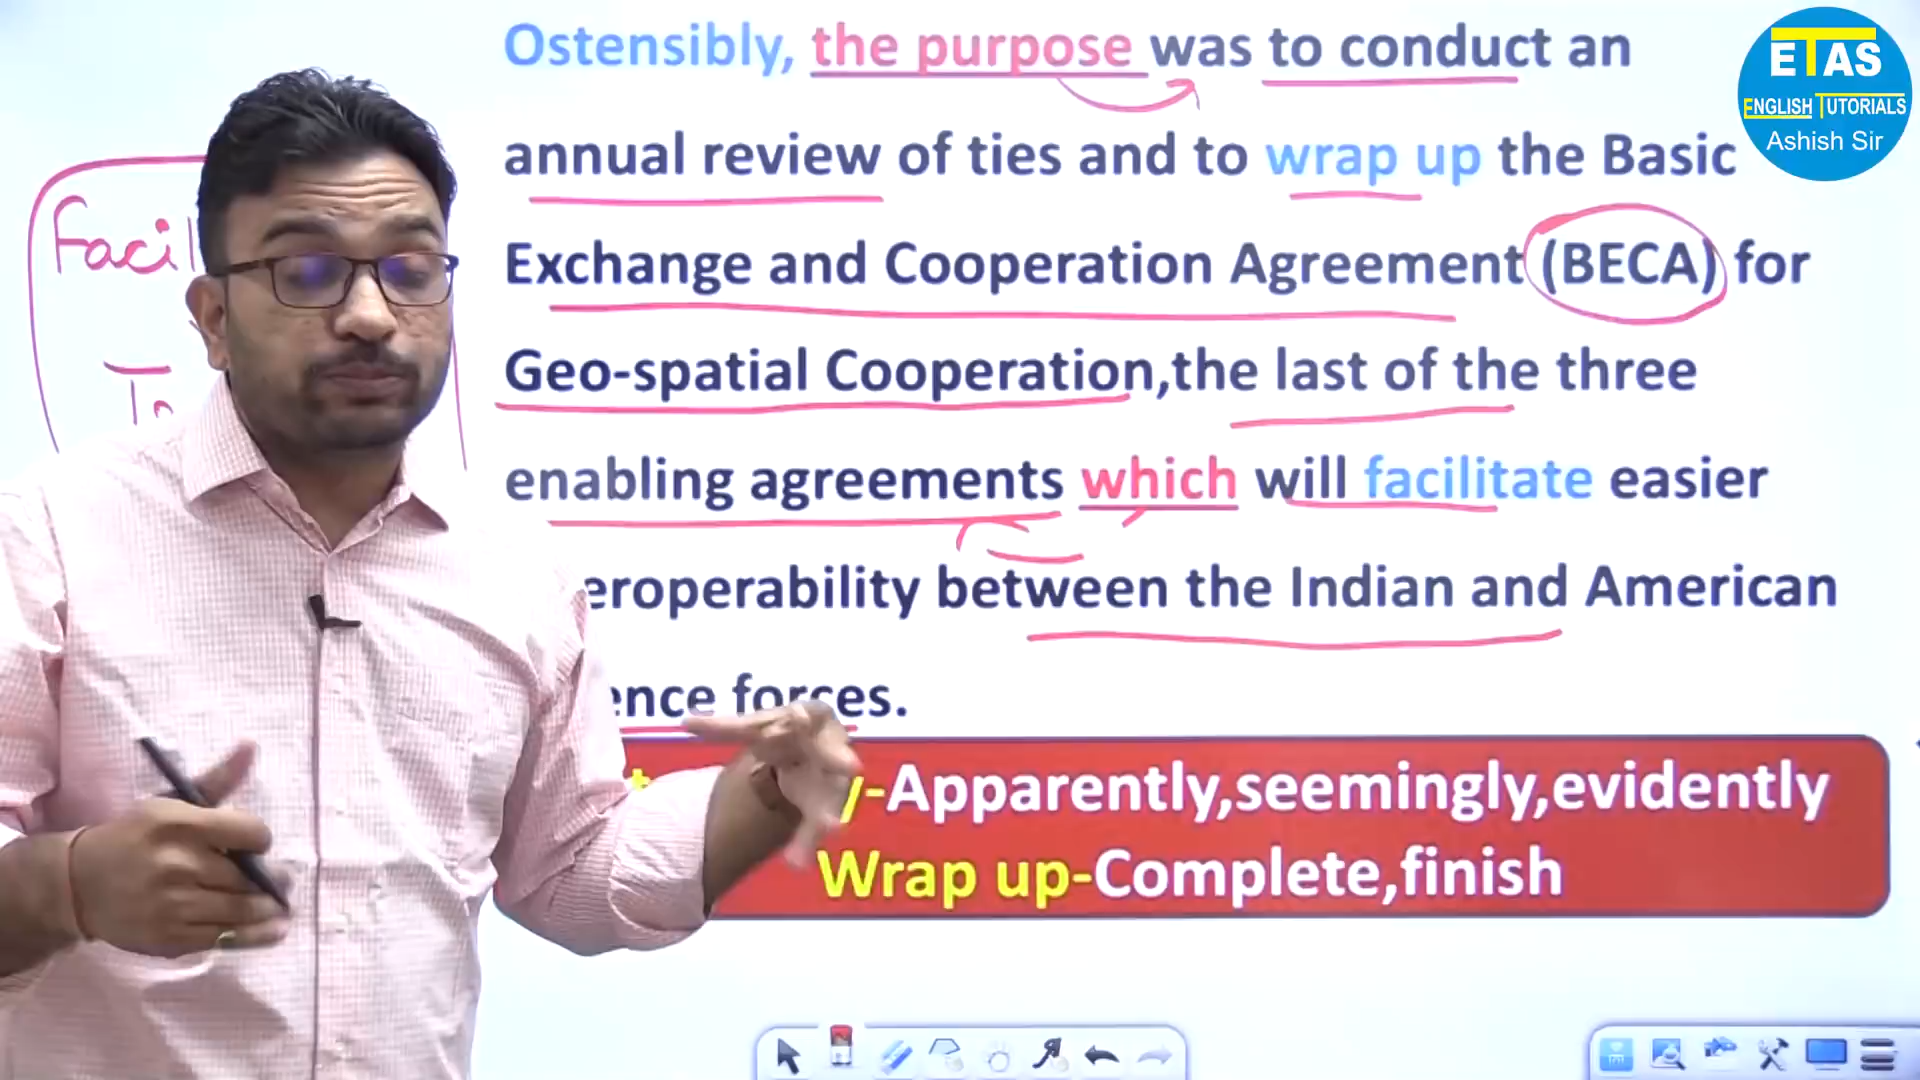 Ostensibly, the purpose was to conduct an
annual review of ties and to wrap up the Basic
Exchange and Cooperation Agreement (BECA) for
Geo-spatial Cooperation,the last of the three
enabling agreements which will facilitate easier
eroperability between the Indian and American
ence forces.
y-Apparently,seemingly,evidently
Wrap up-Complete,finish
Facil
To
ETAS
ENGLISH TUTORIALS
Ashish Sir